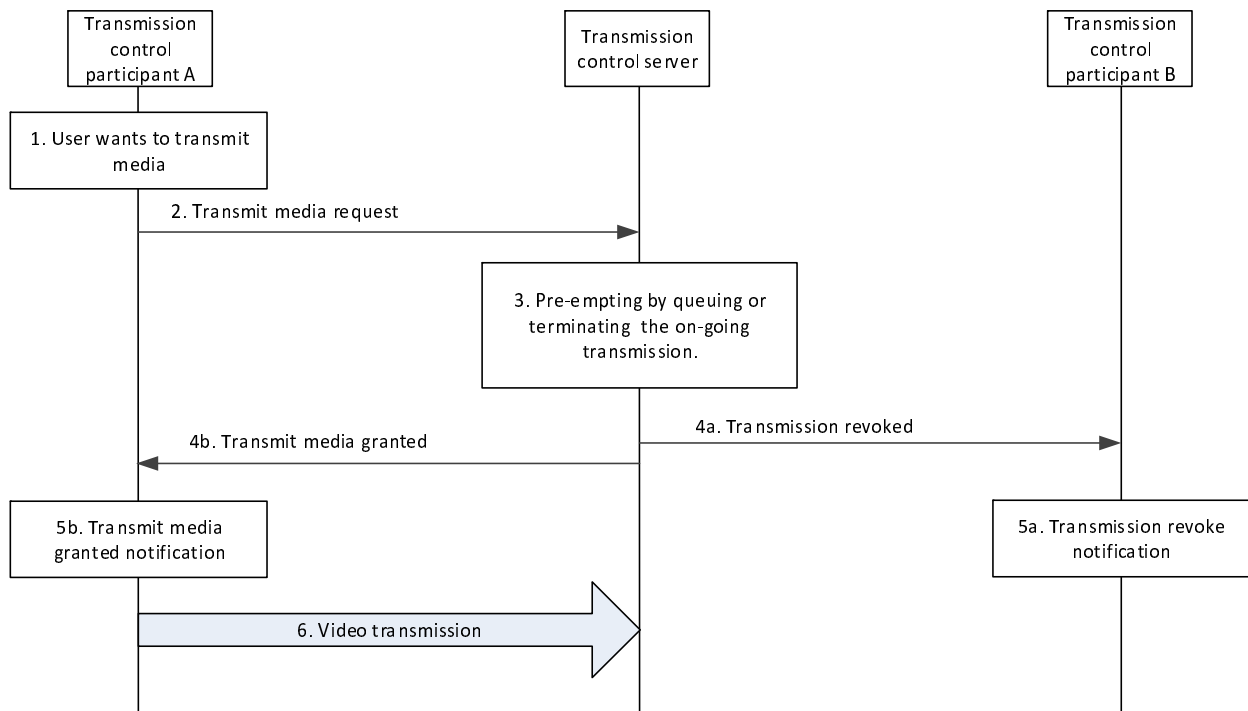 Transmission
control
participant A
Transmission
control server
Transmission
control
participant B
1. User wants to transmit
media
2. Transmit media request
3. Pre-empting by queuing or
terminating the on-going
transmission.
4b. Transmit media granted
4a. Transmission revoked
5b. Transmit media
granted notification
5a. Transmission revoke
notification
6. Video transmission